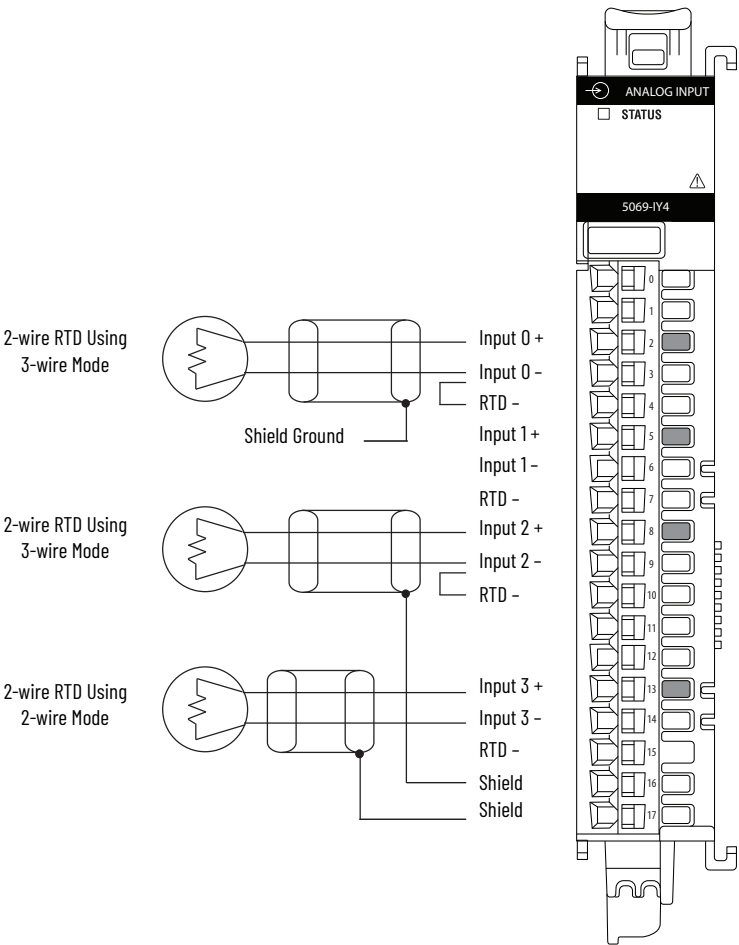 ANALOG INPUT
STATUS
5069-IY4
0
1
2-wire RTD Using
3-wire Mode
Input 0 +
2
Input 0 –
3
RTD –
4
Shield Ground
Input 1 +
5
Input 1 –
6
RTD –
7
2-wire RTD Using
3-wire Mode
Input 2 +
8
Input 2 –
9
RTD –
10
11
12
2-wire RTD Using
2-wire Mode
Input 3 +
13
Input 3 –
14
RTD –
15
Shield
16
Shield
17